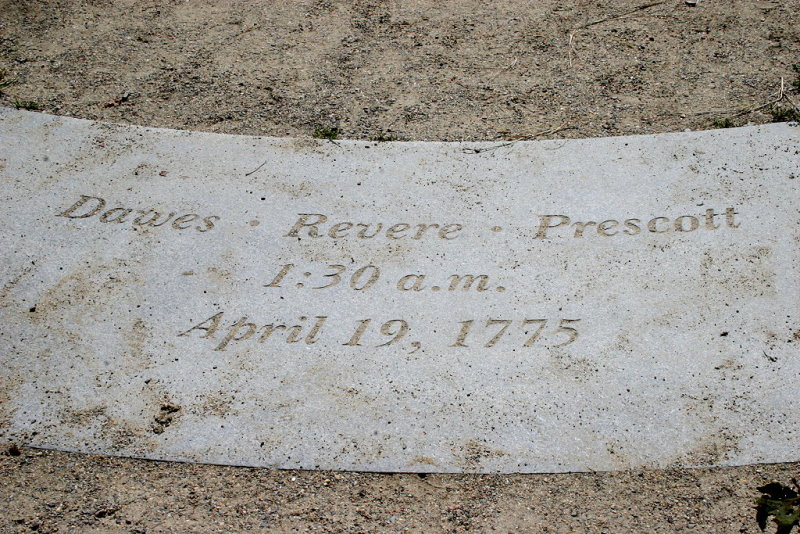 Dawes · Revere · Prescott
1:30 a.m.
April 19, 1775